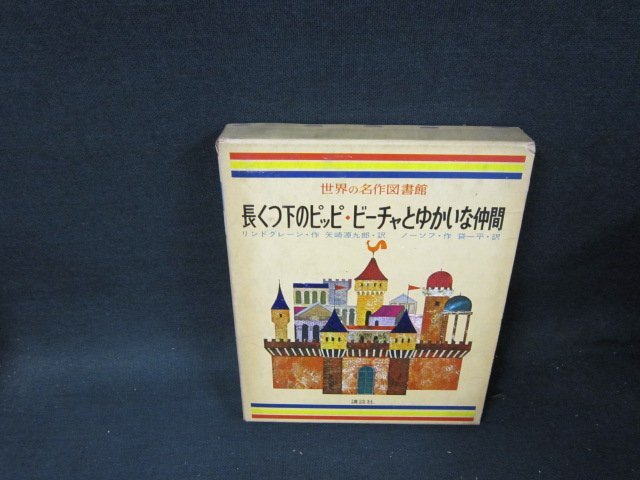 世界の名作図書館
長くつ下のピッピ・ビーチャとゆかいな仲間
リンドグレーン・作 矢崎源九郎・訳 ノーソフ・作 袋一平・訳
講談社